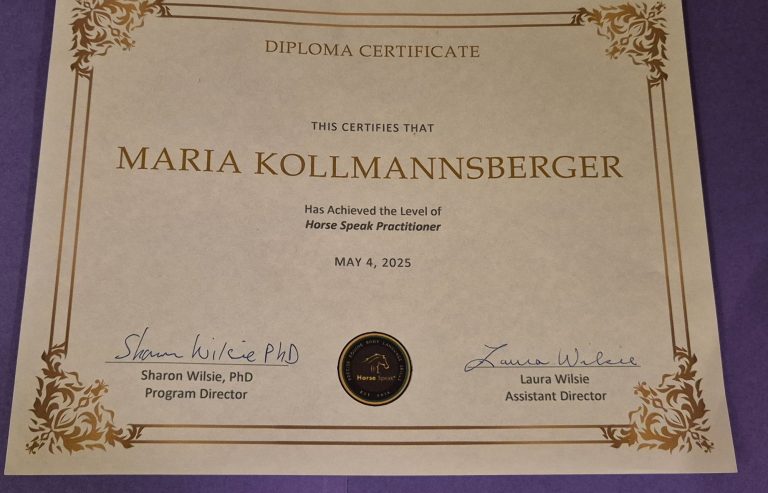 DIPLOMA CERTIFICATE
THIS CERTIFIES THAT
MARIA KOLLMANNSBERGER
Has Achieved the Level of
Horse Speak Practitioner
MAY 4, 2025
Sharon Wilsie PhD
Sharon Wilsie, PhD
Program Director
Horse Speak®
Laura Wilsie
Laura Wilsie
Assistant Director